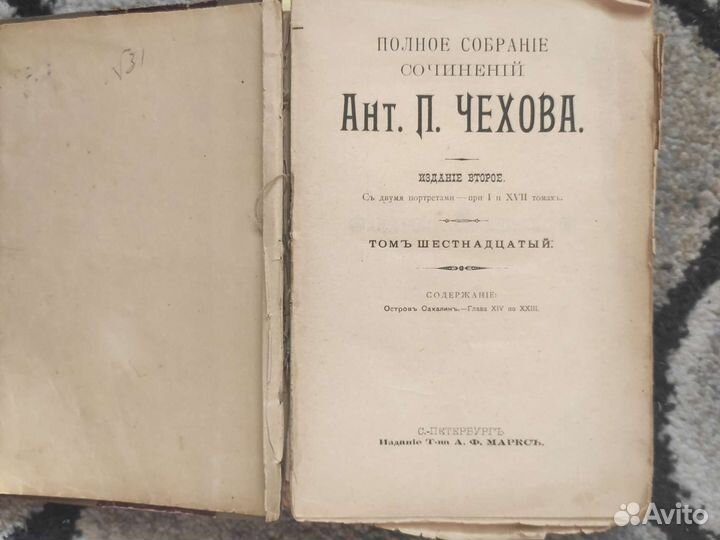 √31
ПОЛНОЕ СОБРАНІЕ
СОЧИНЕНІЙ
Ант. П. ЧЕХОВА.
ИЗДАНІЕ ВТОРОЕ.
Съ двумя портретами — при I и XVII томахъ.
ТОМЪ ШЕСТНАДЦАТЫЙ.
СОДЕРЖАНІЕ:
Островъ Сахалинъ.—Глава XIV по XXIII.
С.-ПЕТЕРБУРГЪ
Изданіе Т-ва А. Ф. МАРКСЪ.
Avito